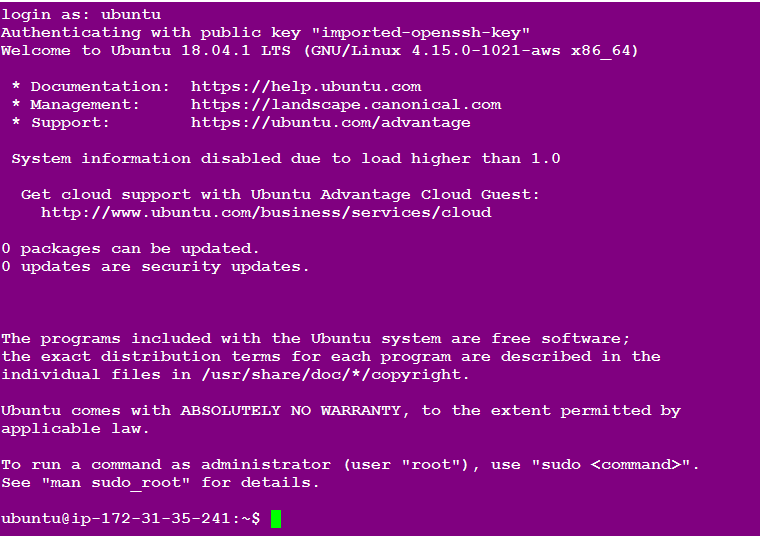 login as: ubuntu
Authenticating with public key "imported-openssh-key"
Welcome to Ubuntu 18.04.1 LTS (GNU/Linux 4.15.0-1021-aws x86_64)
* Documentation:  https://help.ubuntu.com
* Management:     https://landscape.canonical.com
* Support:        https://ubuntu.com/advantage
System information disabled due to load higher than 1.0
Get cloud support with Ubuntu Advantage Cloud Guest:
http://www.ubuntu.com/business/services/cloud
0 packages can be updated.
0 updates are security updates.
The programs included with the Ubuntu system are free software;
the exact distribution terms for each program are described in the
individual files in /usr/share/doc/*/copyright.
Ubuntu comes with ABSOLUTELY NO WARRANTY, to the extent permitted by
applicable law.
To run a command as administrator (user "root"), use "sudo <command>".
See "man sudo_root" for details.
ubuntu@ip-172-31-35-241:~$